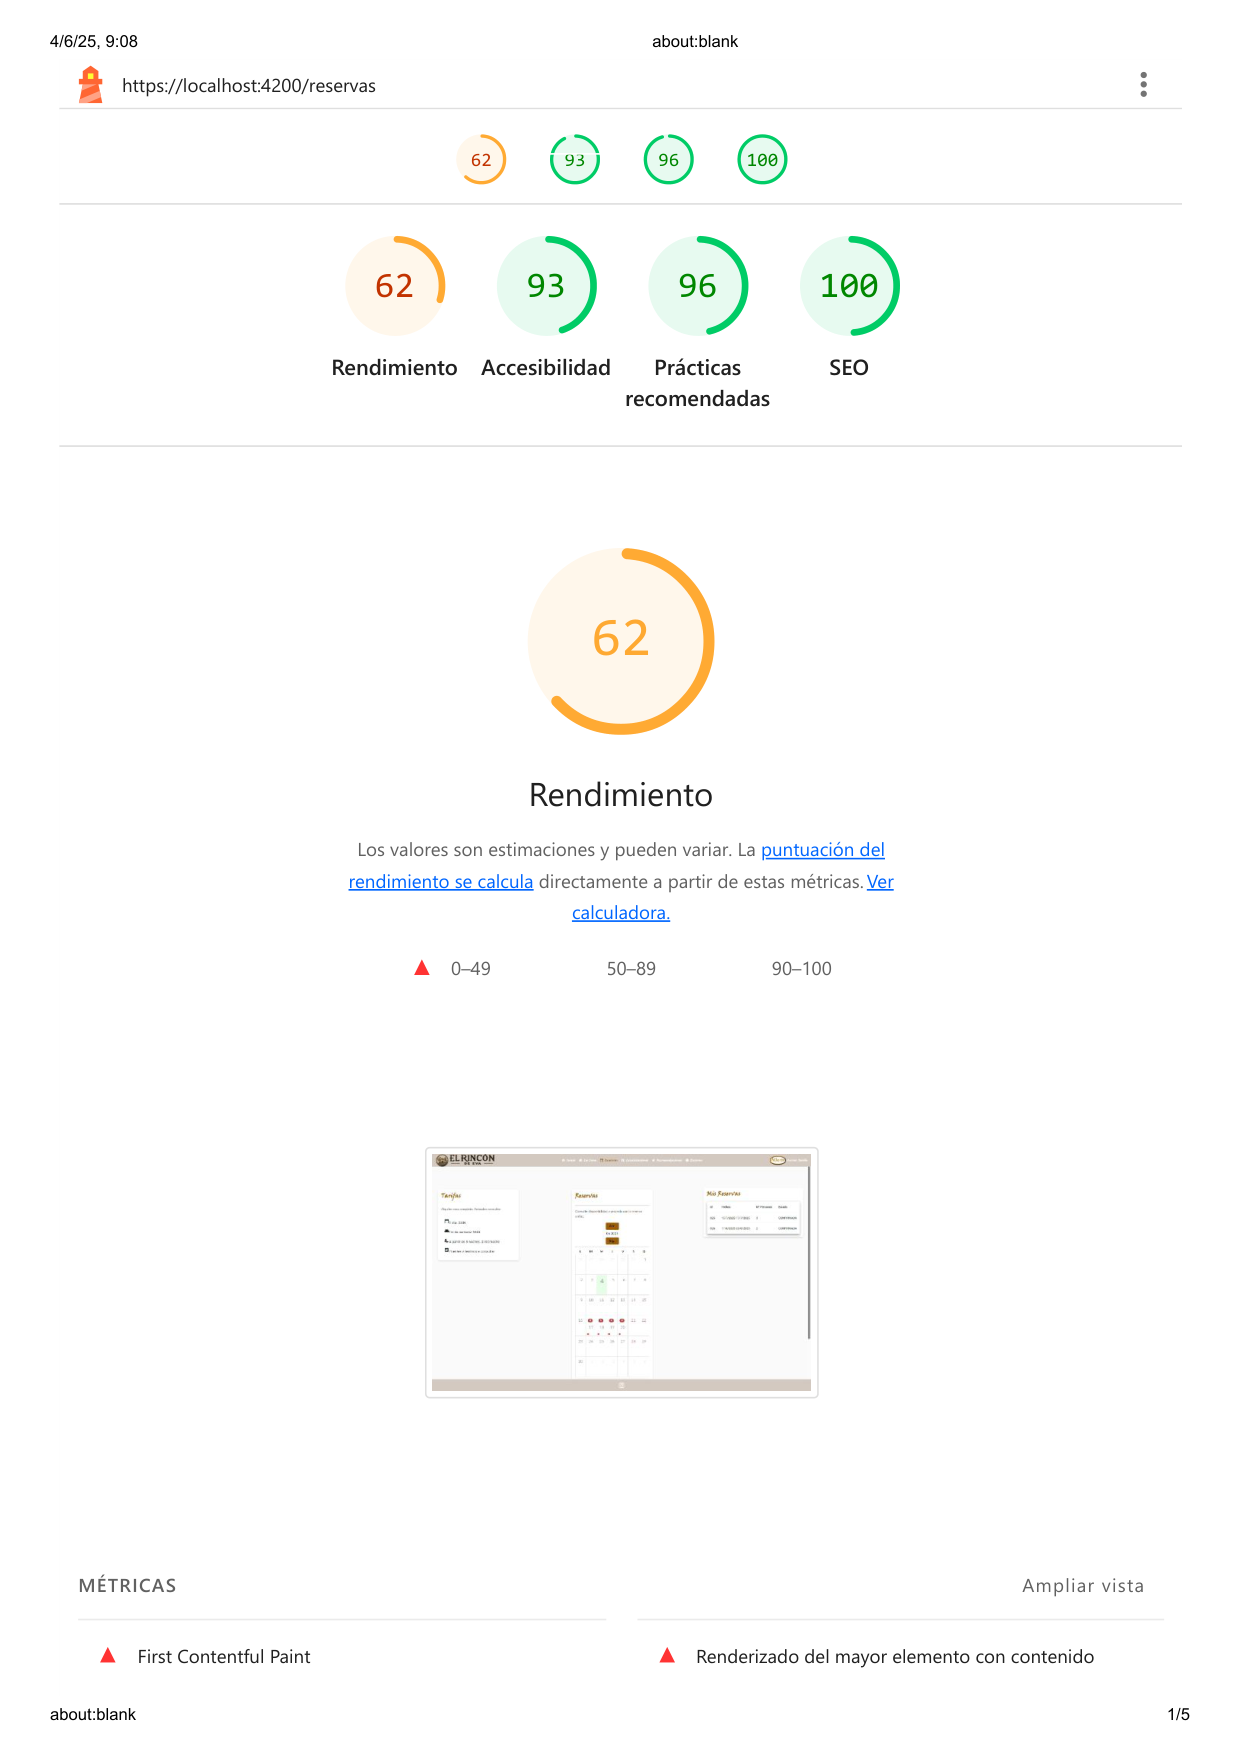 4/6/25, 9:08
about:blank
https://localhost:4200/reservas
62
93
96
100
62
93
96
100
Rendimiento
Accesibilidad
Prácticas
recomendadas
SEO
62
Rendimiento
Los valores son estimaciones y pueden variar. La puntuación del
rendimiento se calcula directamente a partir de estas métricas. Ver
calculadora.
0–49
50–89
90–100
EL RINCON
DE EVA
Tarifas
Reservas
Mis Reservas
MÉTRICAS
Ampliar vista
First Contentful Paint
Renderizado del mayor elemento con contenido
about:blank
1/5